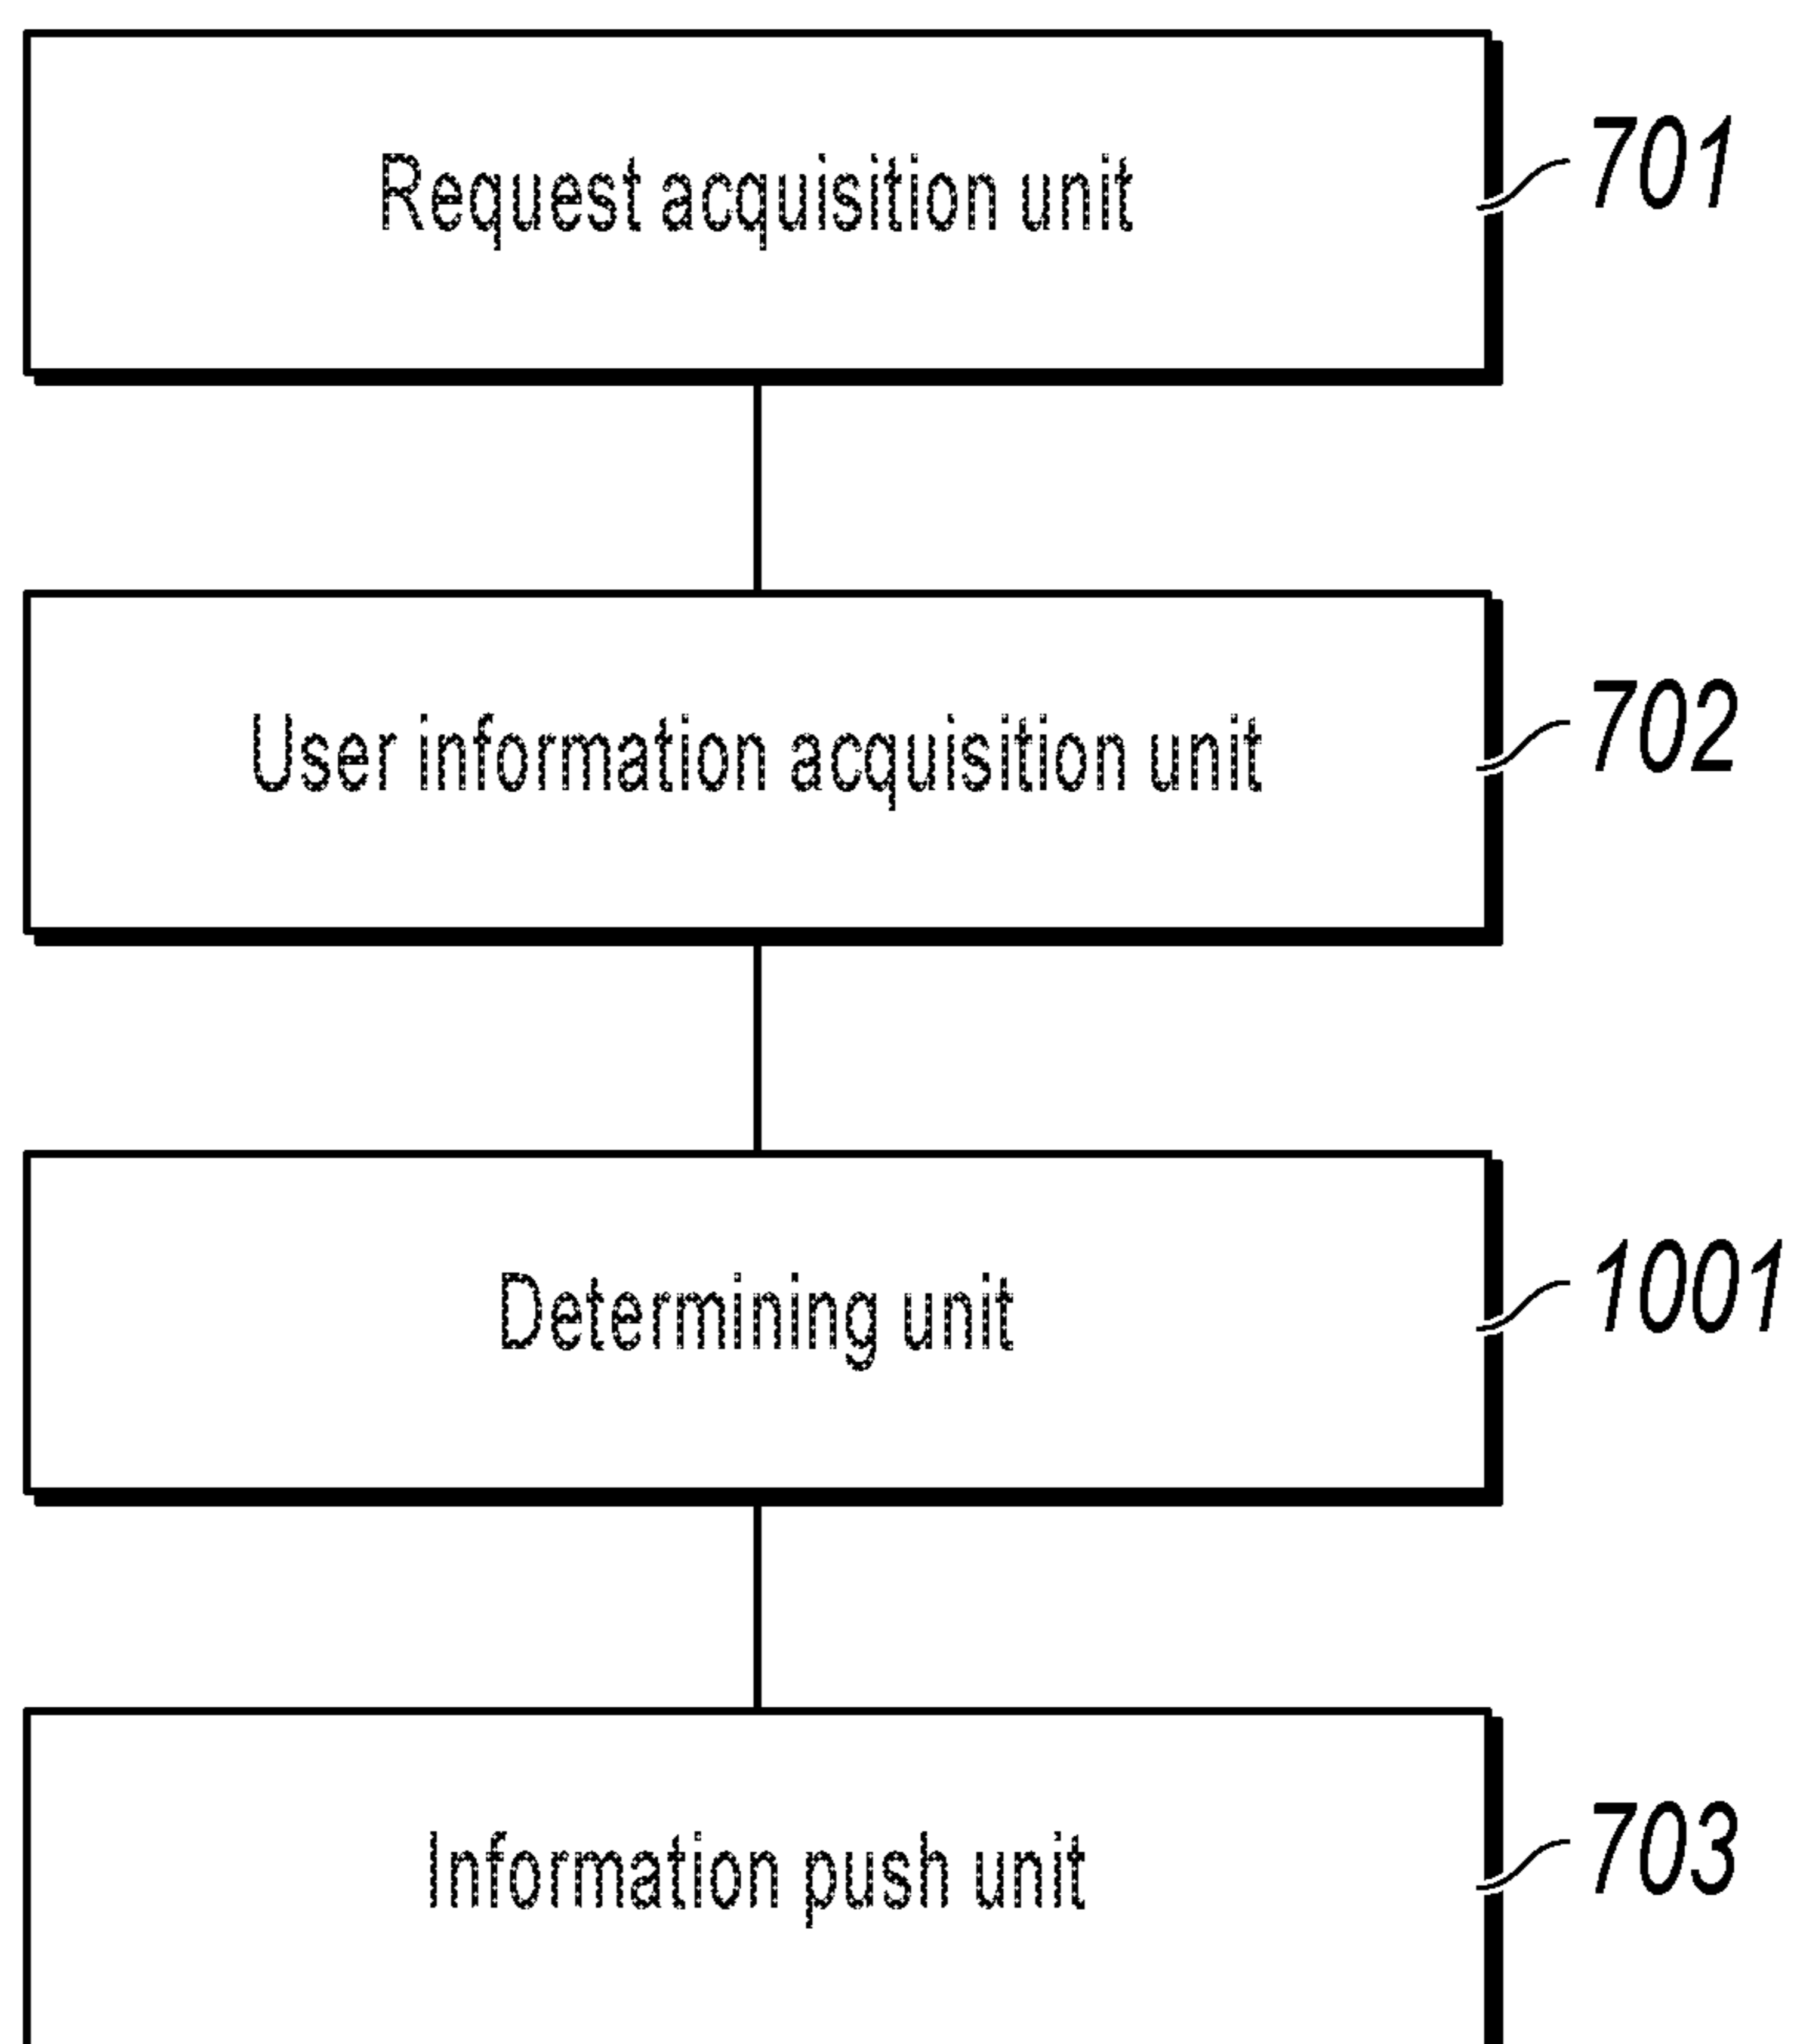 Request acquisition unit
701
User information acquisition unit
702
Determining unit
1001
Information push unit
703